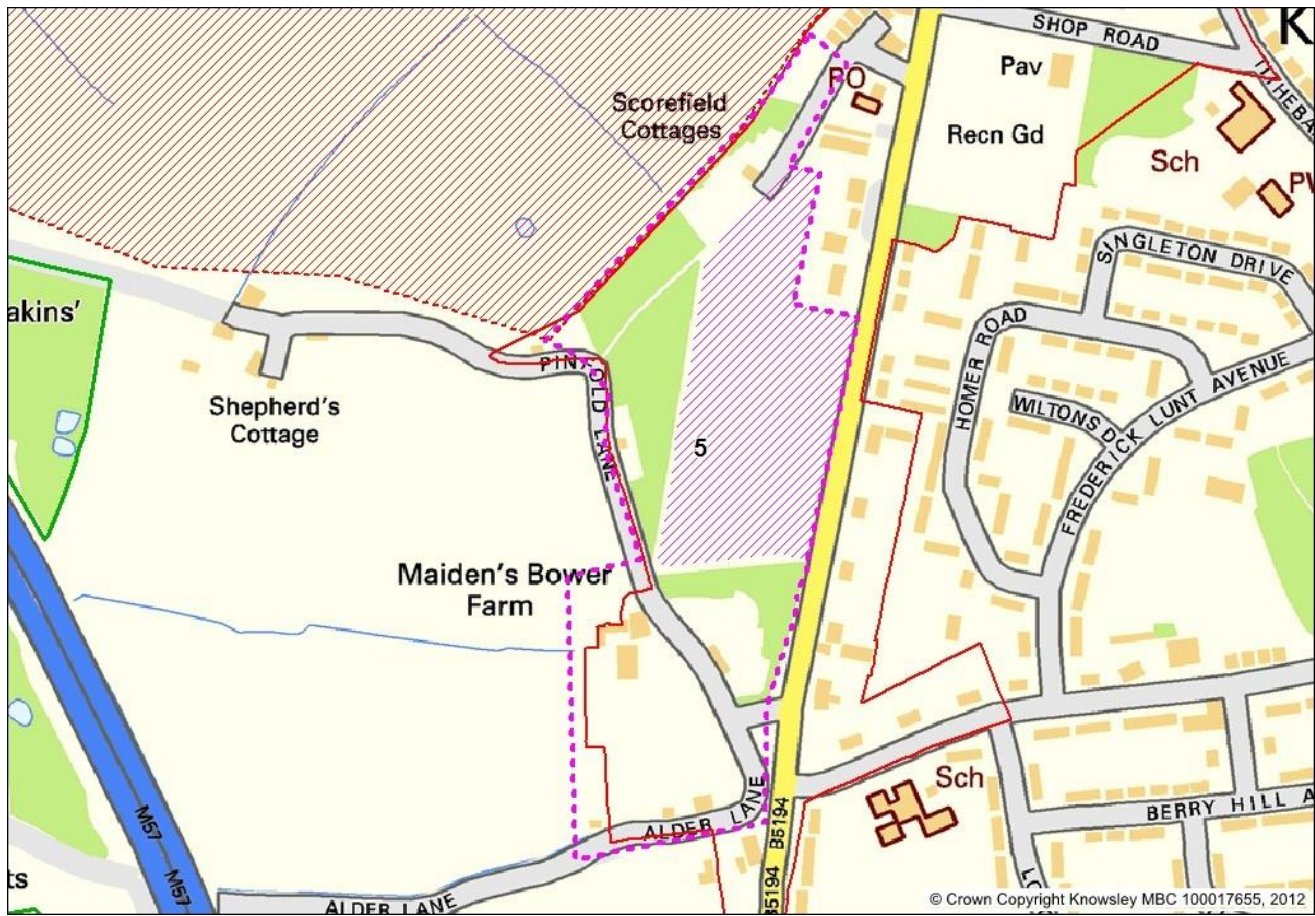 SHOP ROAD
K
Pav
PO
Scorefield
Cottages
Recn Gd
Sch
SINGLETON DRIVE
akins'
PINFOLD LANE
HOMER ROAD
Shepherd's
Cottage
WILTONS
FREDERICK LUNT AVENUE
5
Maiden's Bower
Farm
Sch
M57
M57
ALDER LANE
B5194
B5194
BERRY HILL A
ts
ALDER LANE
LO
© Crown Copyright Knowsley MBC 100017655, 2012